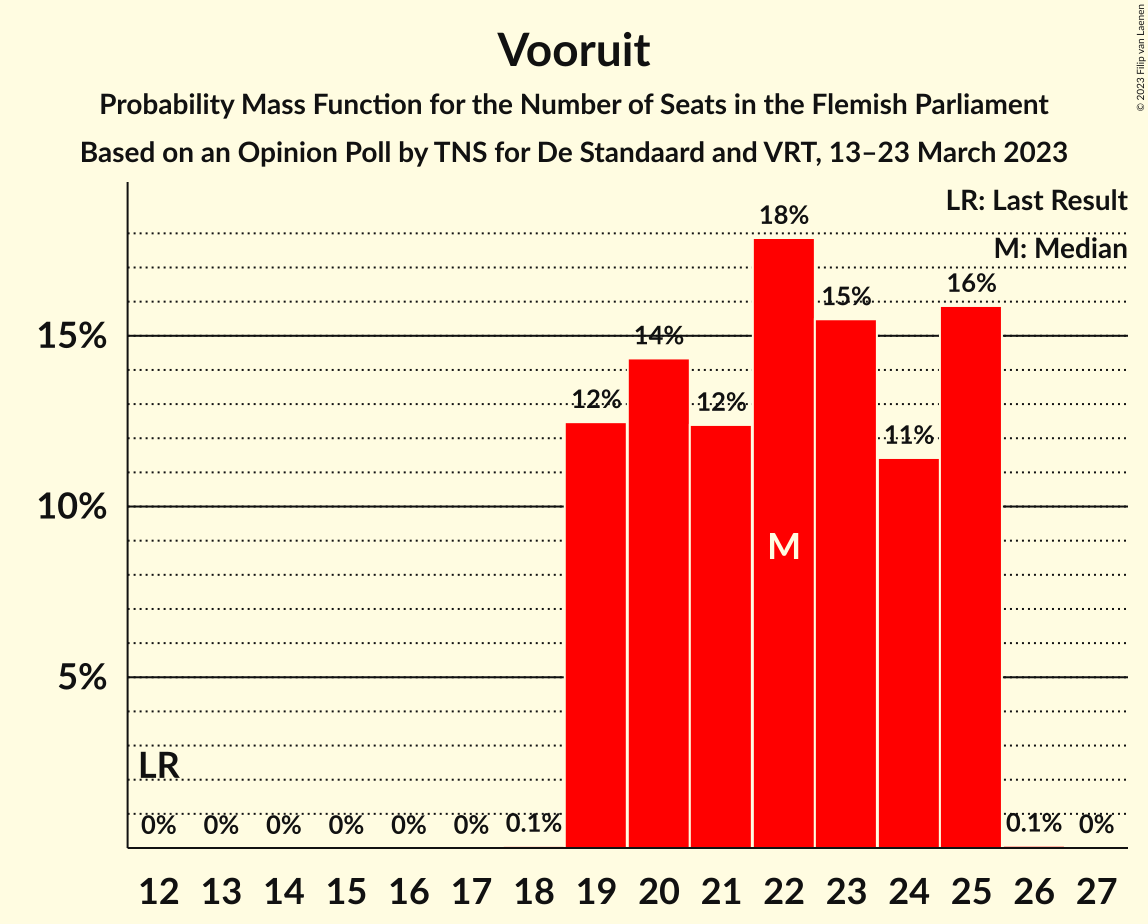 Vooruit
Probability Mass Function for the Number of Seats in the Flemish Parliament
Based on an Opinion Poll by TNS for De Standaard and VRT, 13–23 March 2023
© 2023 Filip van Laenen
LR: Last Result
M: Median
18%
16%
15%
15%
14%
12%
12%
11%
10%
M
5%
LR
0%
0%
0%
0%
0%
0%
0.1%
0.1%
0%
12 13 14 15 16 17 18 19 20 21 22 23 24 25 26 27